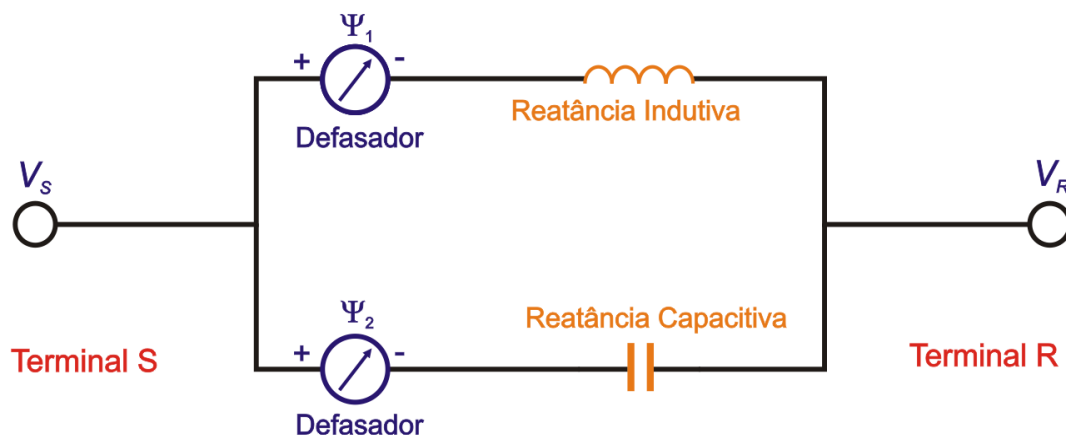 Ψ1
+ -
Defasador
Reatância Indutiva
VS
VR
Ψ2
+ -
Defasador
Reatância Capacitiva
Terminal S
Terminal R